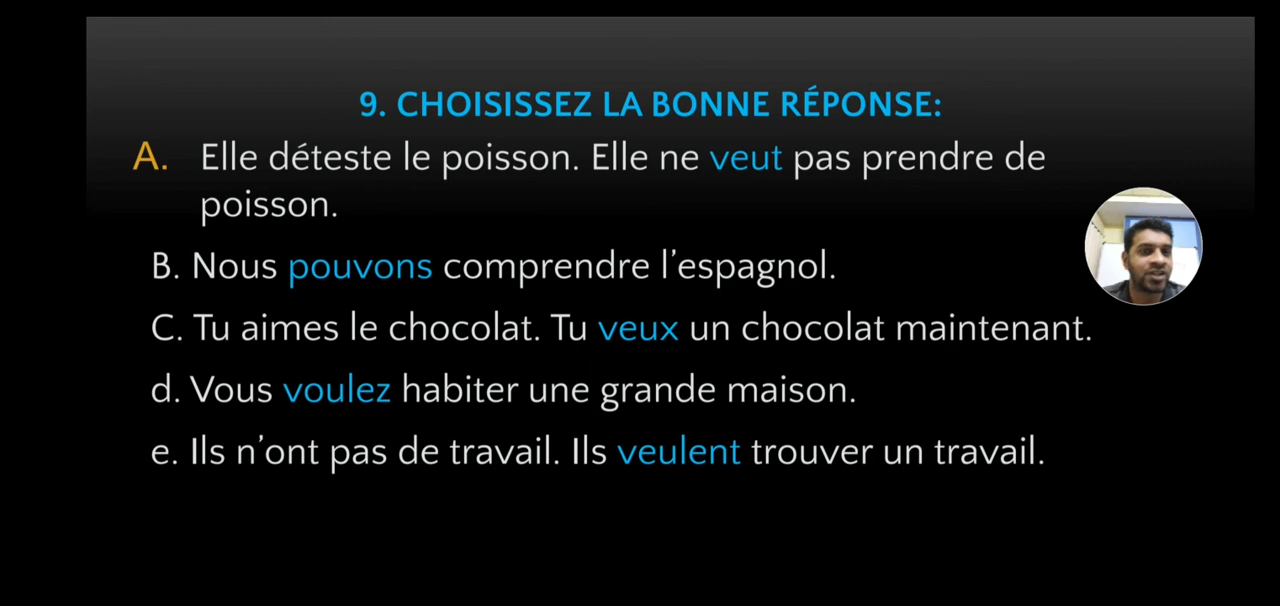 9. CHOISISSEZ LA BONNE RÉPONSE:
A. Elle déteste le poisson. Elle ne veut pas prendre de
poisson.
B. Nous pouvons comprendre l’espagnol.
C. Tu aimes le chocolat. Tu veux un chocolat maintenant.
d. Vous voulez habiter une grande maison.
e. Ils n’ont pas de travail. Ils veulent trouver un travail.